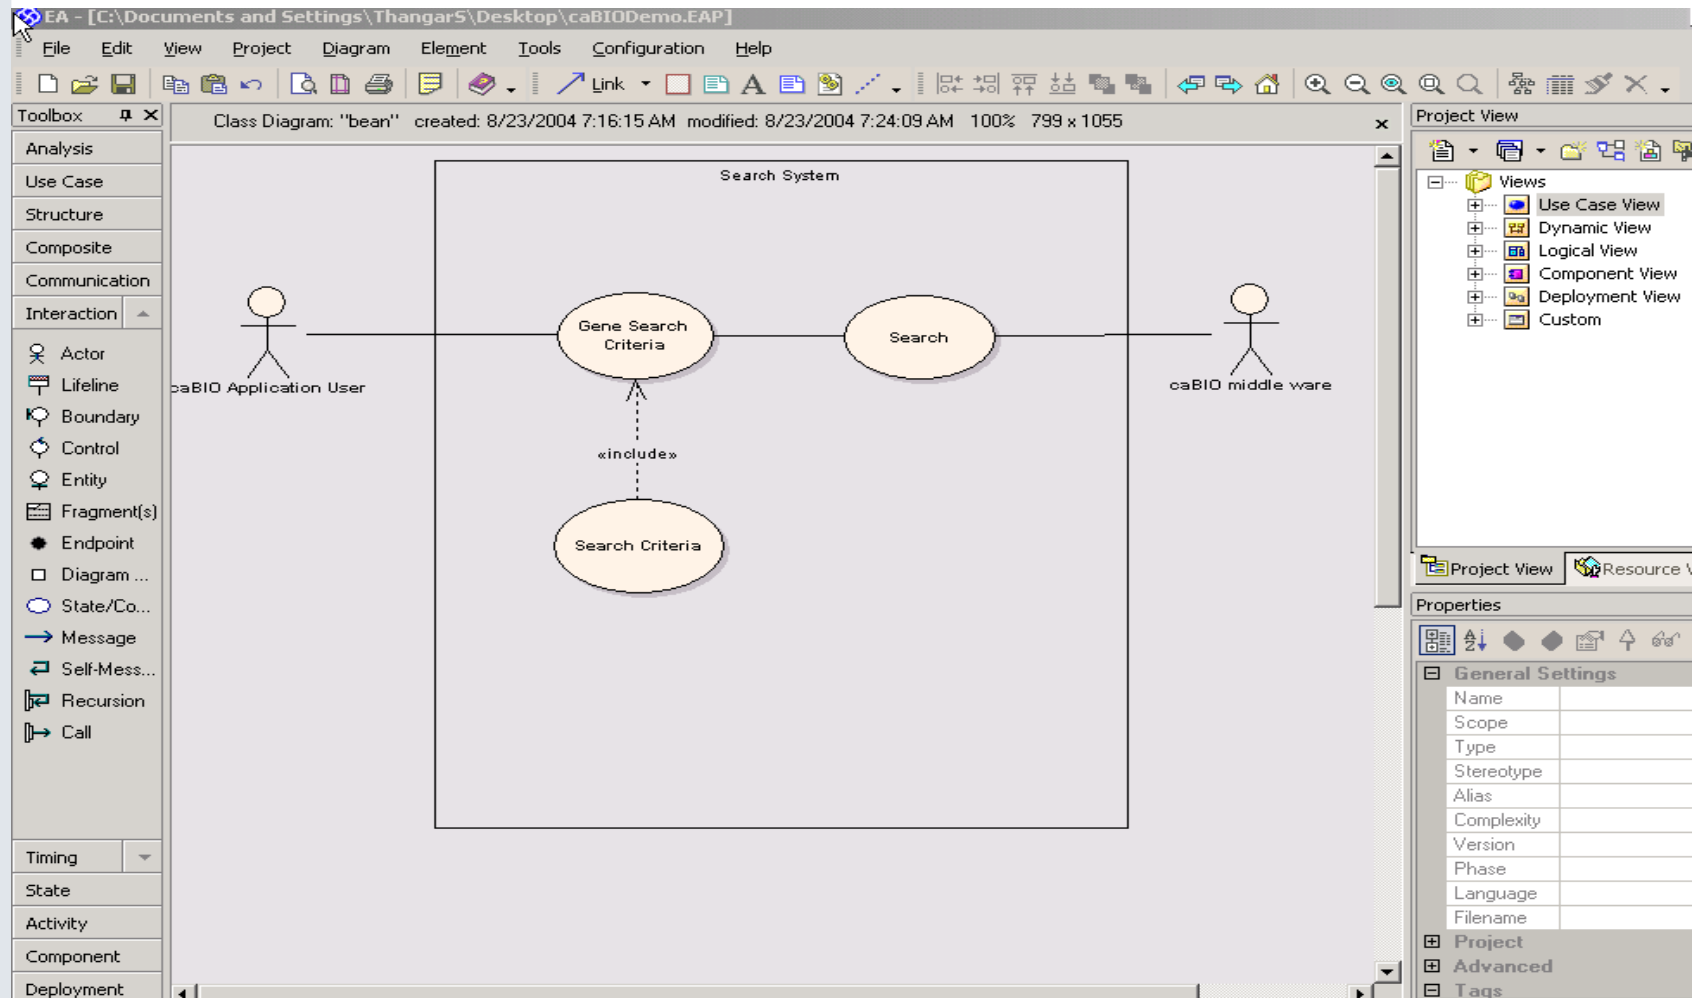 EA - [C:\Documents and Settings\ThangarS\Desktop\caBIODemo.EAP]
File Edit View Project Diagram Element Tools Configuration Help
Link
Toolbox
Class Diagram: "bean" created: 8/23/2004 7:16:15 AM modified: 8/23/2004 7:24:09 AM 100% 799 x 1055
Analysis
Use Case
Structure
Composite
Communication
Interaction
Actor
Lifeline
Boundary
Control
Entity
Fragment(s)
Endpoint
Diagram ...
State/Co...
Message
Self-Mess...
Recursion
Call
Timing
State
Activity
Component
Deployment
Search System
caBIO Application User
Gene Search
Criteria
Search
caBIO middle ware
«include»
Search Criteria
Project View
Views
Use Case View
Dynamic View
Logical View
Component View
Deployment View
Custom
Project View
Resource V
Properties
General Settings
Name
Scope
Type
Stereotype
Alias
Complexity
Version
Phase
Language
Filename
Project
Advanced
Tags